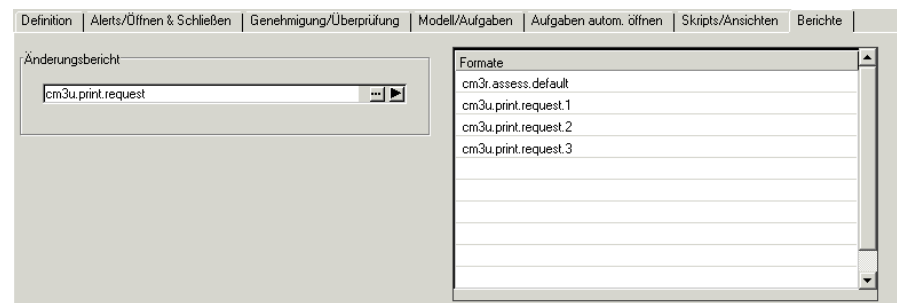 Definition Alerts/Öffnen & Schließen Genehmigung/Überprüfung Modell/Aufgaben Aufgaben autom. öffnen Skripts/Ansichten Berichte
Änderungsbericht
cm3u.print.request
Formate
cm3r.assess.default
cm3u.print.request.1
cm3u.print.request.2
cm3u.print.request.3